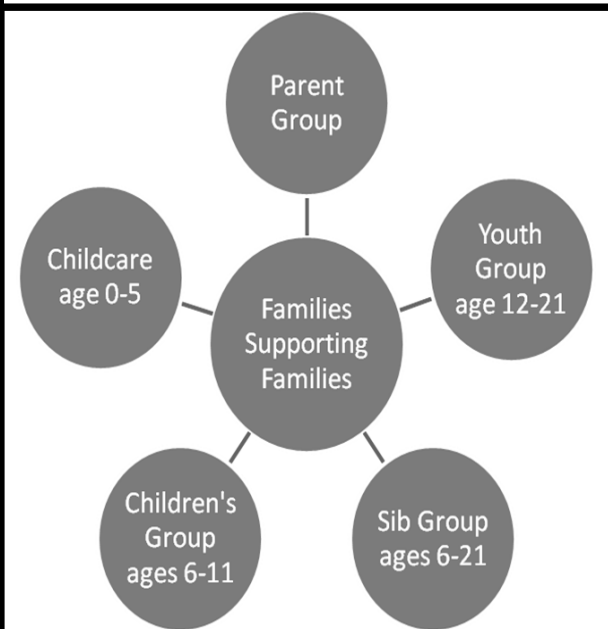 Parent
Group
Youth
Group
age 12-21
Sib Group
ages 6-21
Children's
Group
ages 6-11
Childcare
age 0-5
Families
Supporting
Families